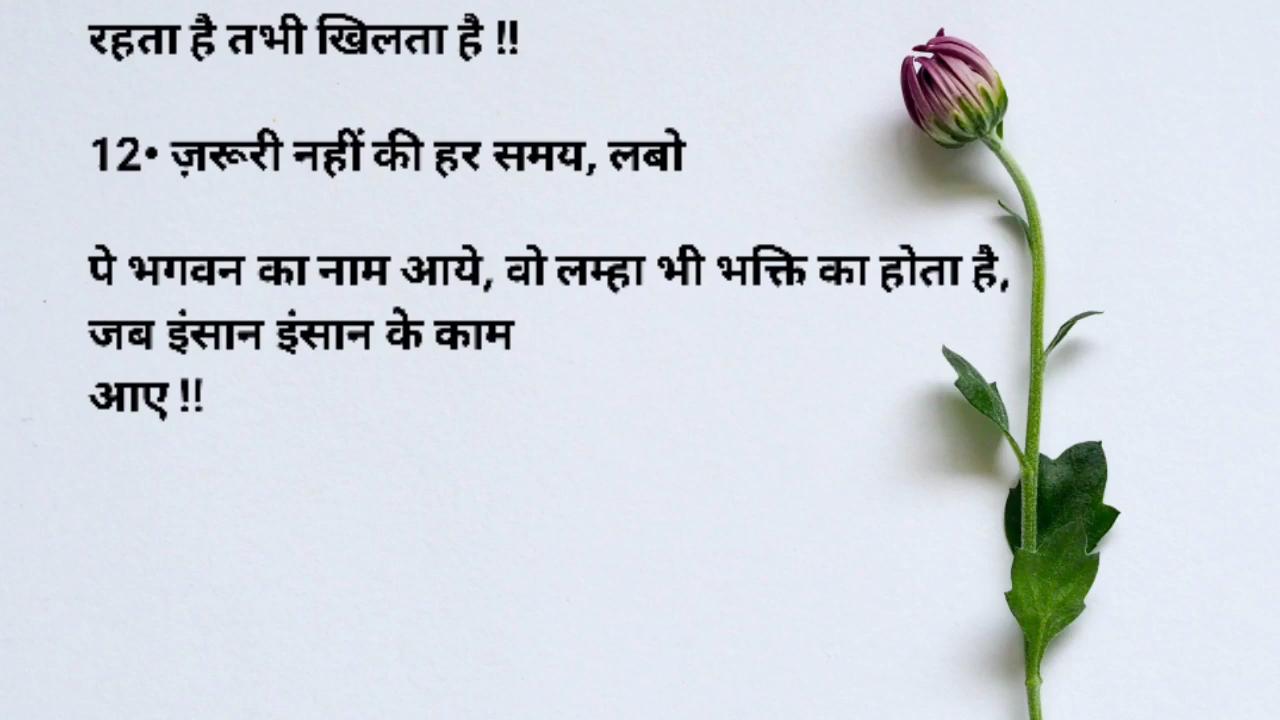 रहता है तभी खिलता है !!
12• ज़रूरी नहीं की हर समय, लबो
पे भगवन का नाम आये, वो लम्हा भी भक्ति का होता है,
जब इंसान इंसान के काम
आए !!